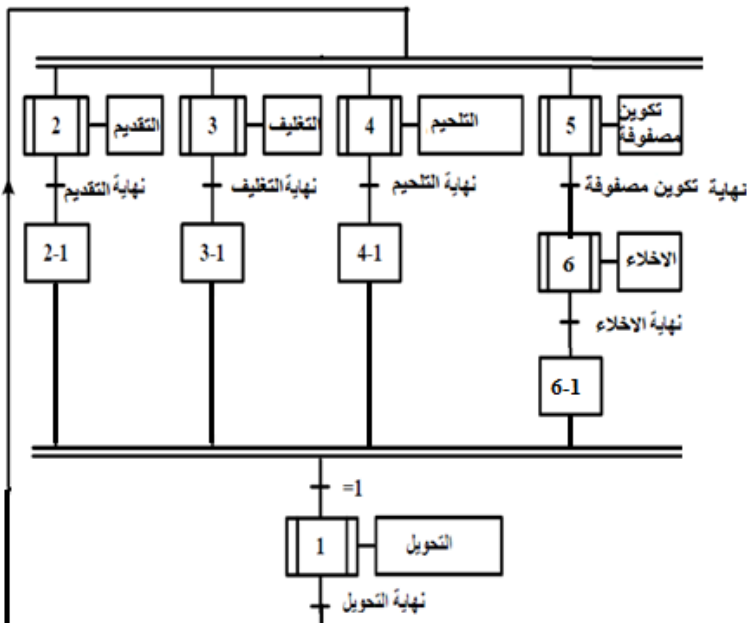 2 التقديم
3 التغليف
4 التلحيم
5 تكوين
مصفوفة
نهاية التقديم
نهاية التغليف
نهاية التلحيم
نهاية تكوين مصفوفة
2-1
3-1
4-1
6 الاخلاء
نهاية الاخلاء
6-1
=1
1 التحويل
نهاية التحويل